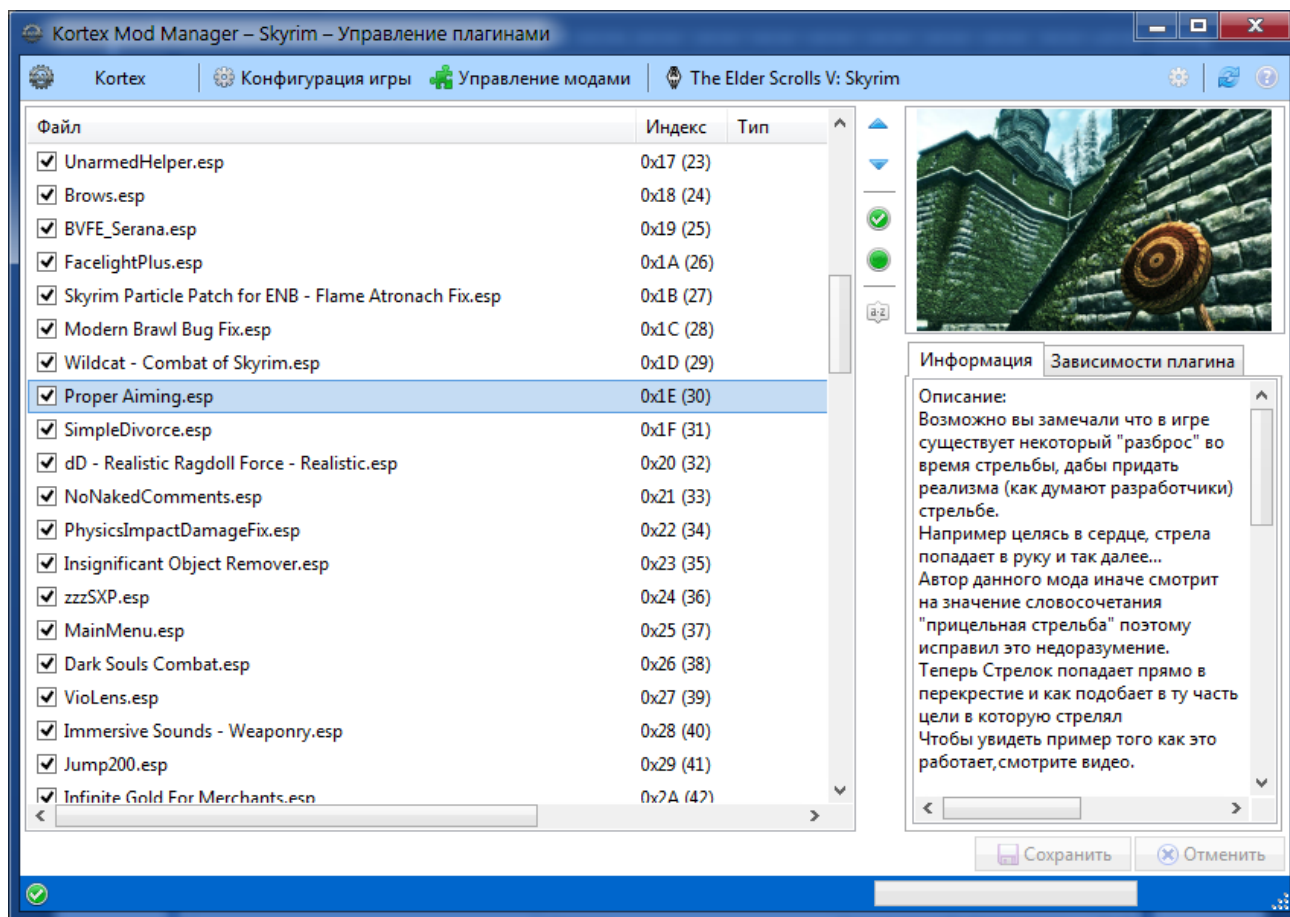 Kortex Mod Manager – Skyrim – Управление плагинами
Kortex
Конфигурация игры
Управление модами
The Elder Scrolls V: Skyrim
Файл Индекс Тип
UnarmedHelper.esp 0x17 (23)
Brows.esp 0x18 (24)
BVFE_Serana.esp 0x19 (25)
FacelightPlus.esp 0x1A (26)
Skyrim Particle Patch for ENB - Flame Atronach Fix.esp 0x1B (27)
Modern Brawl Bug Fix.esp 0x1C (28)
Wildcat - Combat of Skyrim.esp 0x1D (29)
Proper Aiming.esp 0x1E (30)
SimpleDivorce.esp 0x1F (31)
dD - Realistic Ragdoll Force - Realistic.esp 0x20 (32)
NoNakedComments.esp 0x21 (33)
PhysicsImpactDamageFix.esp 0x22 (34)
Insignificant Object Remover.esp 0x23 (35)
zzzSXP.esp 0x24 (36)
MainMenu.esp 0x25 (37)
Dark Souls Combat.esp 0x26 (38)
VioLens.esp 0x27 (39)
Immersive Sounds - Weaponry.esp 0x28 (40)
Jump200.esp 0x29 (41)
Infinite Gold For Merchants.esp 0x2A (42)
a-z
Информация
Зависимости плагина
Описание:
Возможно вы замечали что в игре
существует некоторый "разброс" во
время стрельбы, дабы придать
реализма (как думают разработчики)
стрельбе.
Например целясь в сердце, стрела
попадает в руку и так далее...
Автор данного мода иначе смотрит
на значение словосочетания
"прицельная стрельба" поэтому
исправил это недоразумение.
Теперь Стрелок попадает прямо в
перекрестие и как подобает в ту часть
цели в которую стрелял
Чтобы увидеть пример того как это
работает,смотрите видео.
Сохранить
Отменить